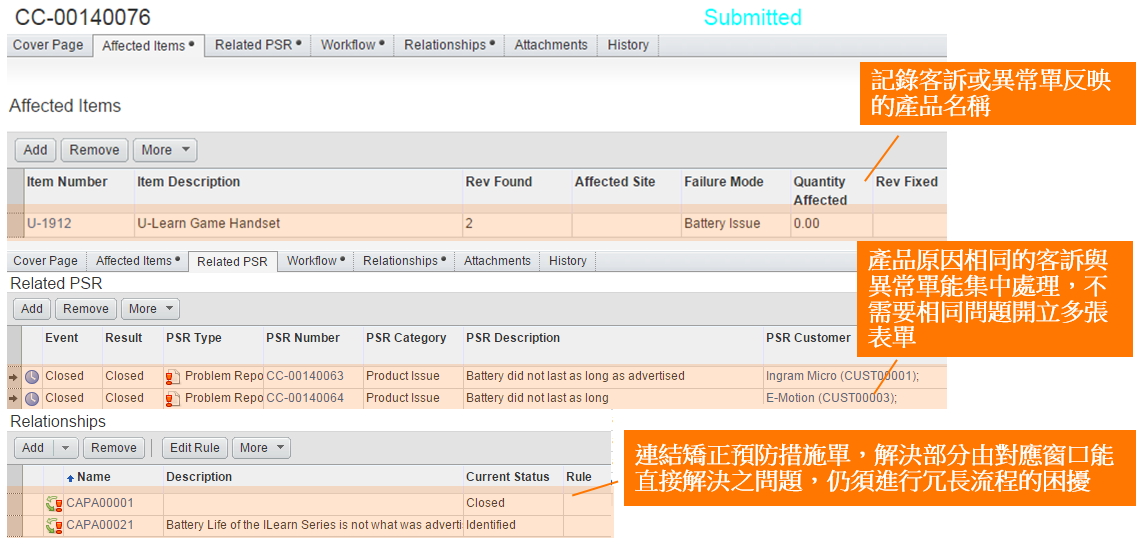 CC-00140076
Submitted
Cover Page Affected Items Related PSR Workflow Relationships Attachments History
記錄客訴或異常單反映
的產品名稱
Affected Items
Add Remove More
Item Number Item Description Rev Found Affected Site Failure Mode Quantity Affected Rev Fixed
U-1912 U-Learn Game Handset 2 Battery Issue 0.00
Cover Page Affected Items Related PSR Workflow Relationships Attachments History
產品原因相同的客訴與
異常單能集中處理，不
需要相同問題開立多張
表單
Related PSR
Add Remove More
Event Result PSR Type PSR Number PSR Category PSR Description PSR Customer
Closed Closed Problem Repo CC-00140063 Product Issue Battery did not last as long as advertised Ingram Micro (CUST00001);
Closed Closed Problem Repo CC-00140064 Product Issue Battery did not last as long E-Motion (CUST00003);
Relationships
Add Remove Edit Rule More
Name Description Current Status Rule
CAPA00001 Closed
CAPA00021 Battery Life of the ILearn Series is not what was adverti Identified
連結矯正預防措施單，解決部分由對應窗口能
直接解決之問題，仍須進行冗長流程的困擾